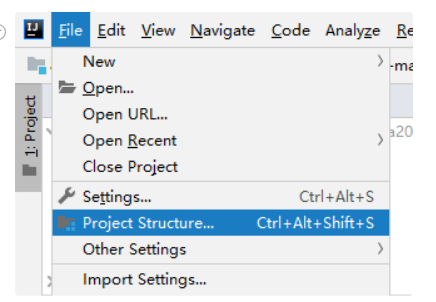 IJ File Edit View Navigate Code Analyze Re
-ma
1: Project
New
Open...
Open URL...
a20
Open Recent
Close Project
Settings... Ctrl+Alt+S
Project Structure... Ctrl+Alt+Shift+S
Other Settings
Import Settings...